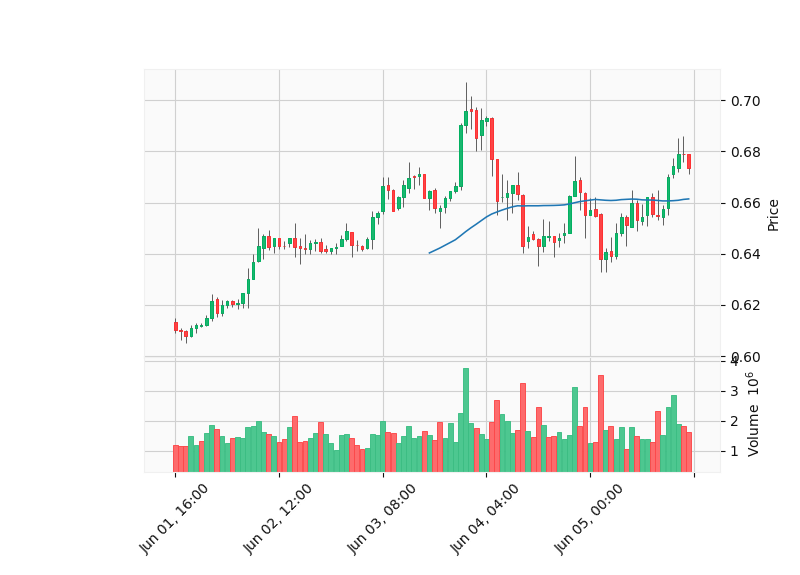 0.70
0.68
0.66
0.64
0.62
0.60
Price
4
3
2
1
Volume 10^6
Jun 01, 16:00
Jun 02, 12:00
Jun 03, 08:00
Jun 04, 04:00
Jun 05, 00:00